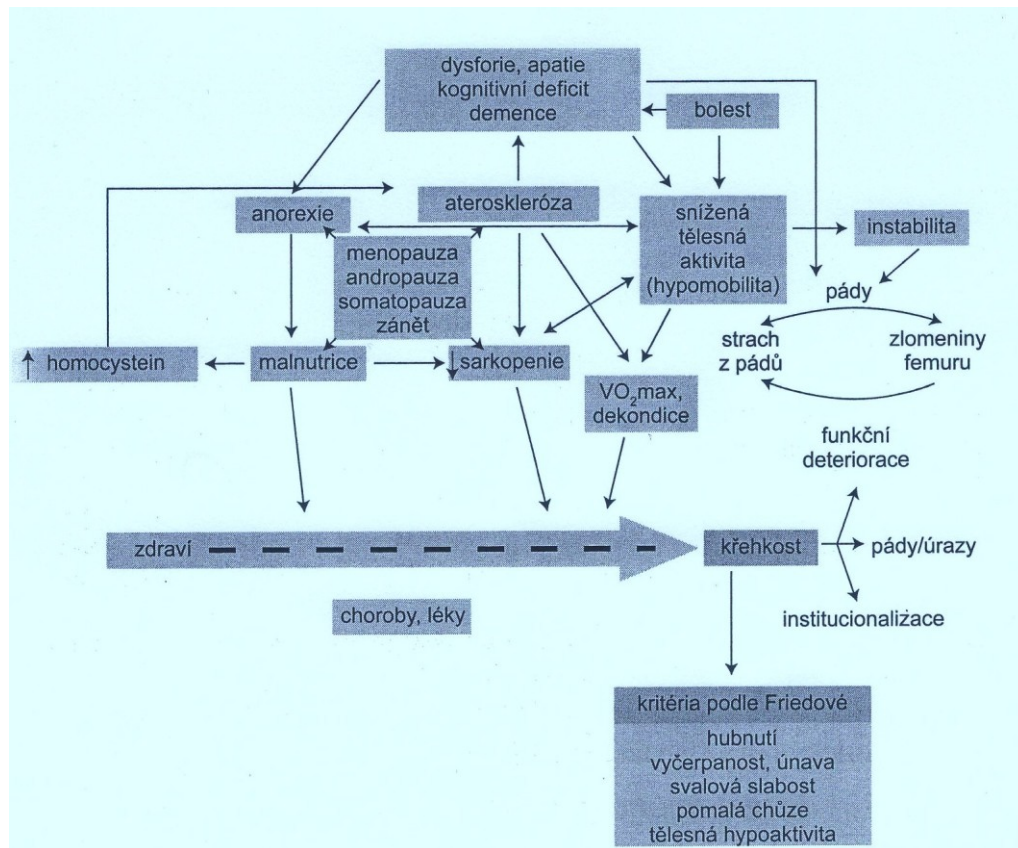 dysforie, apatie
kognitivní deficit
demence
bolest
anorexie
ateroskleróza
snížená
tělesná
aktivita
(hypomobilita)
instabilita
menopauza
andropauza
somatopauza
zánět
pády
strach
z pádů
zlomeniny
femuru
↑ homocystein
malnutrice
↓ sarkopenie
VO₂max,
dekondice
funkční
deteriorace
zdraví
křehkost
pády/úrazy
choroby, léky
institucionalizace
kritéria podle Friedové
hubnutí
vyčerpanost, únava
svalová slabost
pomalá chůze
tělesná hypoaktivita